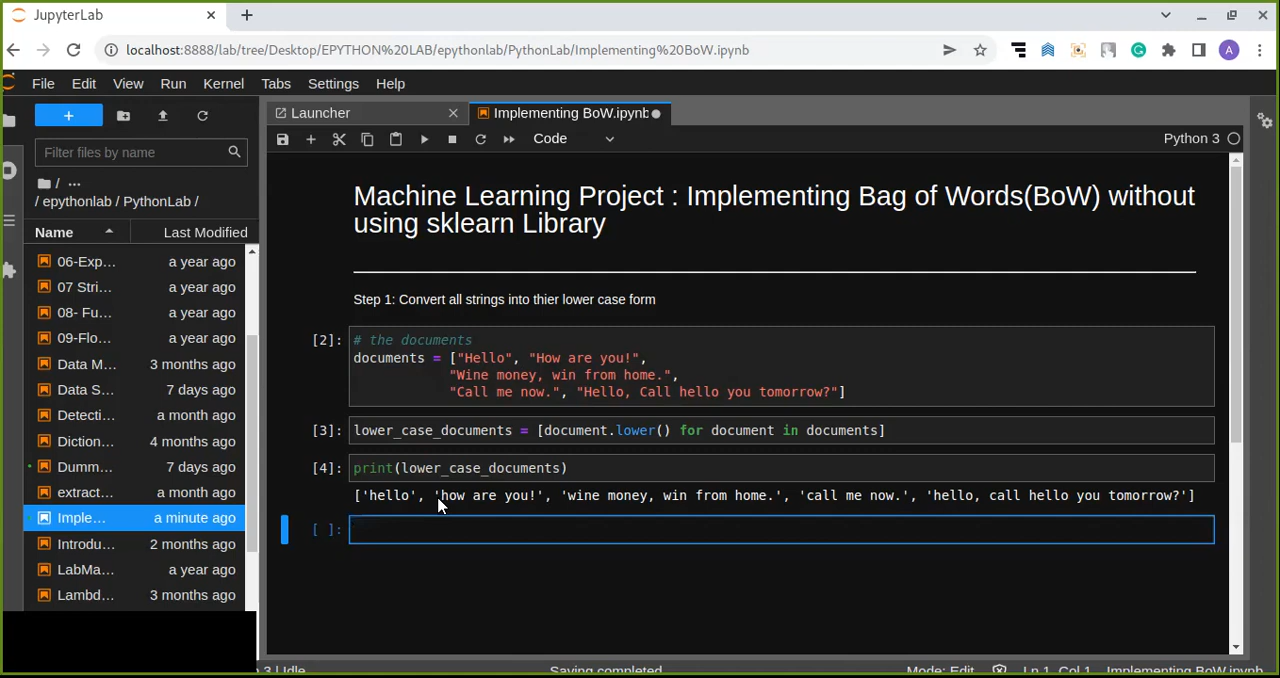 JupyterLab
localhost:8888/lab/tree/Desktop/EPYTHON%20LAB/epythonlab/PythonLab/Implementing%20BoW.ipynb
A
File Edit View Run Kernel Tabs Settings Help
Launcher
Implementing BoW.ipynb
Code
Python 3
Filter files by name
/ ...
/ epythonlab / PythonLab /
Name Last Modified
06-Exp... a year ago
07 Stri... a year ago
08- Fu... a year ago
09-Flo... a year ago
Data M... 3 months ago
Data S... 7 days ago
Detecti... a month ago
Diction... 4 months ago
Dumm... 7 days ago
extract... a month ago
Imple... a minute ago
Introdu... 2 months ago
LabMa... a year ago
Lambd... 3 months ago
Machine Learning Project : Implementing Bag of Words(BoW) without
using sklearn Library
Step 1: Convert all strings into thier lower case form
[2]: # the documents
documents = ["Hello", "How are you!",
"Wine money, win from home.",
"Call me now.", "Hello, Call hello you tomorrow?"]
[3]: lower_case_documents = [document.lower() for document in documents]
[4]: print(lower_case_documents)
['hello', 'how are you!', 'wine money, win from home.', 'call me now.', 'hello, call hello you tomorrow?']
[ ]:
3 | Idle Saving completed Mode: Edit Ln 1, Col 1 Implementing BoW.ipynb